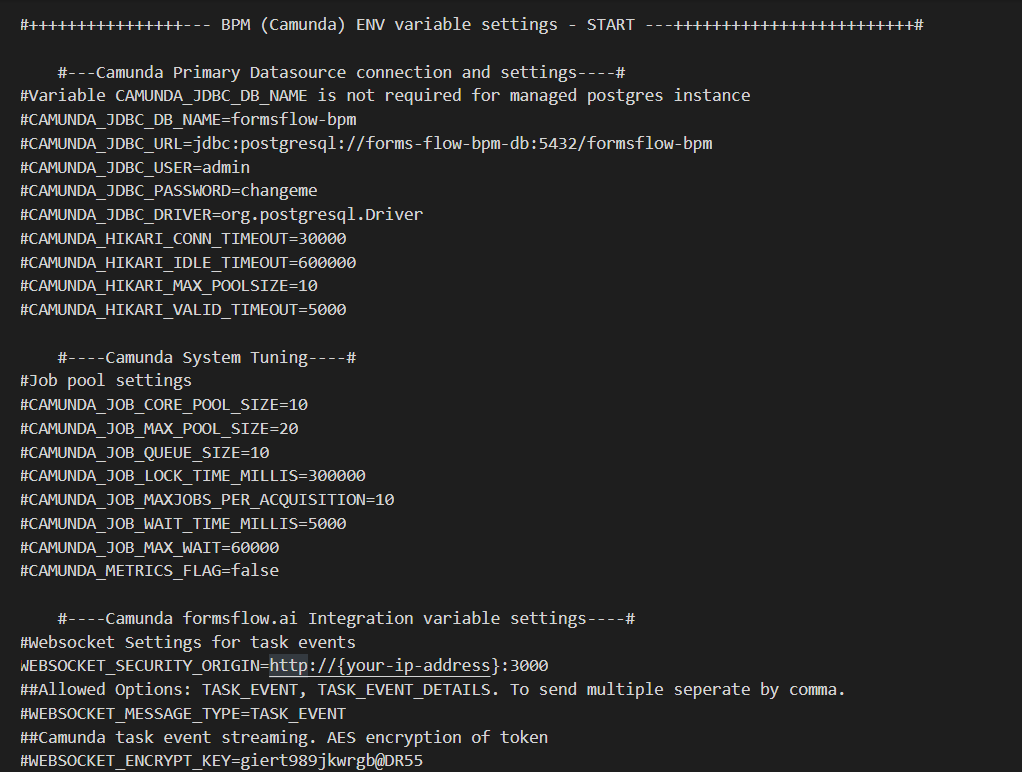 #++++++++++++++++--- BPM (Camunda) ENV variable settings - START ---+++++++++++++++++++++++++#
#---Camunda Primary Datasource connection and settings----#
#Variable CAMUNDA_JDBC_DB_NAME is not required for managed postgres instance
#CAMUNDA_JDBC_DB_NAME=formsflow-bpm
#CAMUNDA_JDBC_URL=jdbc:postgresql://forms-flow-bpm-db:5432/formsflow-bpm
#CAMUNDA_JDBC_USER=admin
#CAMUNDA_JDBC_PASSWORD=changeme
#CAMUNDA_JDBC_DRIVER=org.postgresql.Driver
#CAMUNDA_HIKARI_CONN_TIMEOUT=30000
#CAMUNDA_HIKARI_IDLE_TIMEOUT=600000
#CAMUNDA_HIKARI_MAX_POOLSIZE=10
#CAMUNDA_HIKARI_VALID_TIMEOUT=5000
#----Camunda System Tuning----#
#Job pool settings
#CAMUNDA_JOB_CORE_POOL_SIZE=10
#CAMUNDA_JOB_MAX_POOL_SIZE=20
#CAMUNDA_JOB_QUEUE_SIZE=10
#CAMUNDA_JOB_LOCK_TIME_MILLIS=300000
#CAMUNDA_JOB_MAXJOBS_PER_ACQUISITION=10
#CAMUNDA_JOB_WAIT_TIME_MILLIS=5000
#CAMUNDA_JOB_MAX_WAIT=60000
#CAMUNDA_METRICS_FLAG=false
#----Camunda formsflow.ai Integration variable settings----#
#Websocket Settings for task events
WEBSOCKET_SECURITY_ORIGIN=http://{your-ip-address}:3000
##Allowed Options: TASK_EVENT, TASK_EVENT_DETAILS. To send multiple seperate by comma.
#WEBSOCKET_MESSAGE_TYPE=TASK_EVENT
##Camunda task event streaming. AES encryption of token
#WEBSOCKET_ENCRYPT_KEY=giert989jkwrgb@DR55